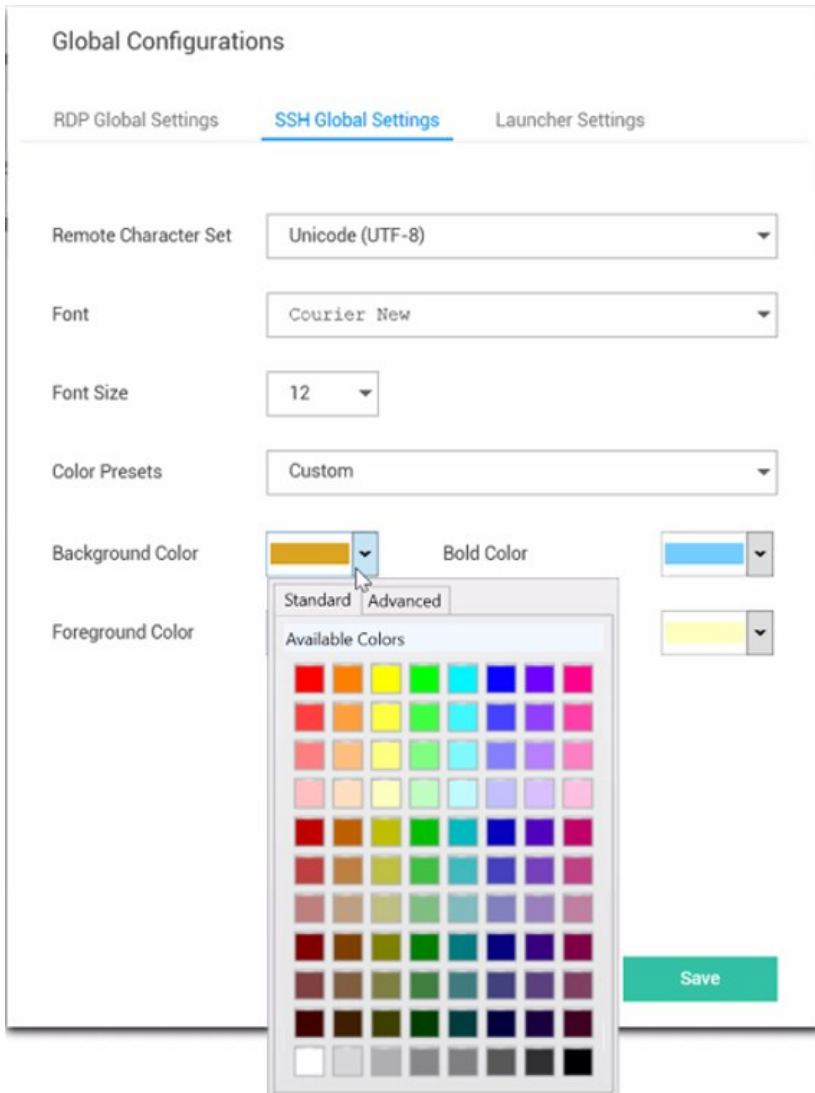 Global Configurations
RDP Global Settings SSH Global Settings Launcher Settings
Remote Character Set Unicode (UTF-8)
Font Courier New
Font Size 12
Color Presets Custom
Background Color Bold Color
Standard Advanced
Foreground Color
Available Colors
Save